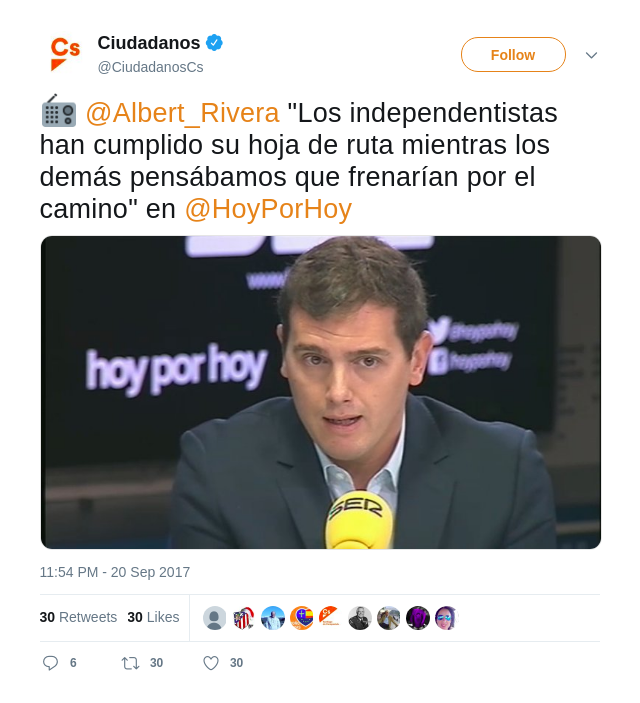 Cs
Ciudadanos
@CiudadanosCs
Follow
@Albert_Rivera "Los independentistas
han cumplido su hoja de ruta mientras los
demás pensábamos que frenarían por el
camino" en @HoyPorHoy
www
hoy por hoy
@hoyxhoy
hoyxhoy
SER
11:54 PM - 20 Sep 2017
30 Retweets 30 Likes
6 30 30